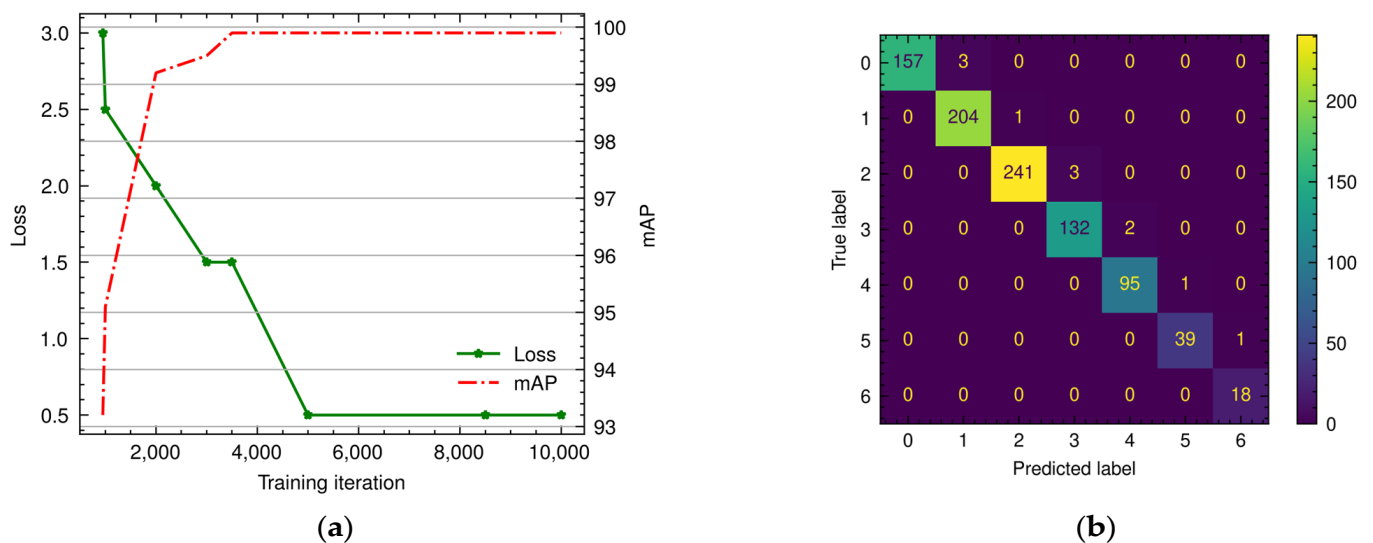 3.0
2.5
2.0
1.5
1.0
0.5
Loss
100
99
98
97
96
95
94
93
mAP
Loss
mAP
2,000 4,000 6,000 8,000 10,000
Training iteration
(a)
True label
0 157 3 0 0 0 0 0
1 0 204 1 0 0 0 0
2 0 0 241 3 0 0 0
3 0 0 0 132 2 0 0
4 0 0 0 0 95 1 0
5 0 0 0 0 0 39 1
6 0 0 0 0 0 0 18
0 1 2 3 4 5 6
Predicted label
200
150
100
50
0
(b)